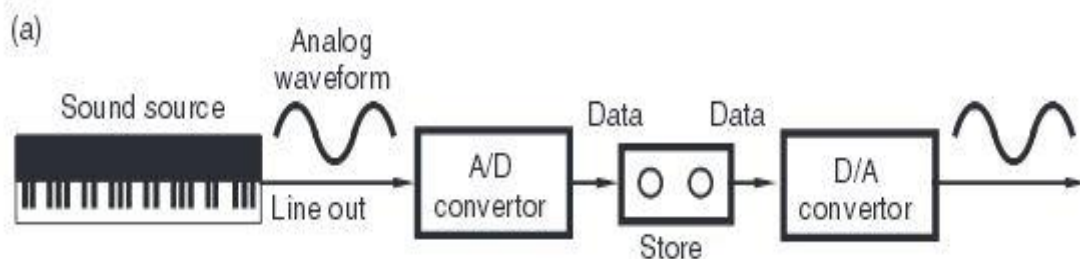 (a)
Analog
waveform
Sound source
Line out
A/D
convertor
Data
Data
Store
D/A
convertor